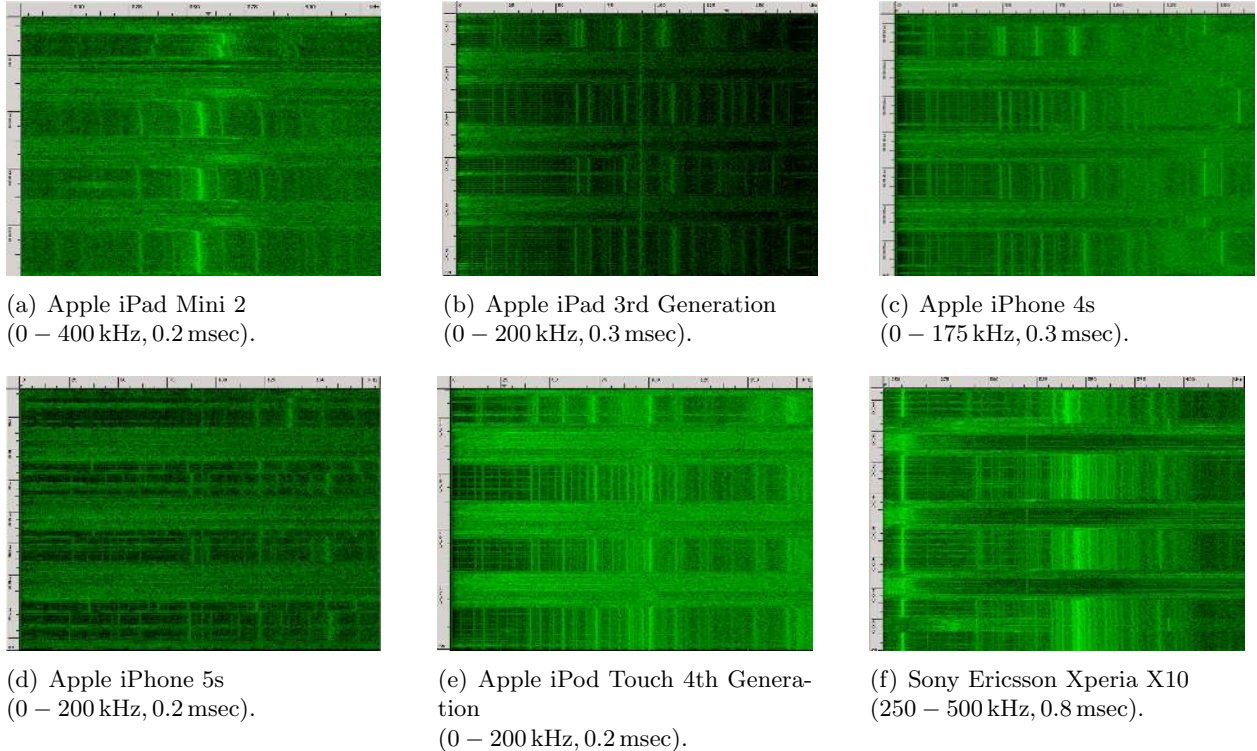 (a) Apple iPad Mini 2
(0 – 400 kHz, 0.2 msec).
(b) Apple iPad 3rd Generation
(0 – 200 kHz, 0.3 msec).
(c) Apple iPhone 4s
(0 – 175 kHz, 0.3 msec).
(d) Apple iPhone 5s
(0 – 200 kHz, 0.2 msec).
(e) Apple iPod Touch 4th Genera-
tion
(0 – 200 kHz, 0.2 msec).
(f) Sony Ericsson Xperia X10
(250 – 500 kHz, 0.8 msec).